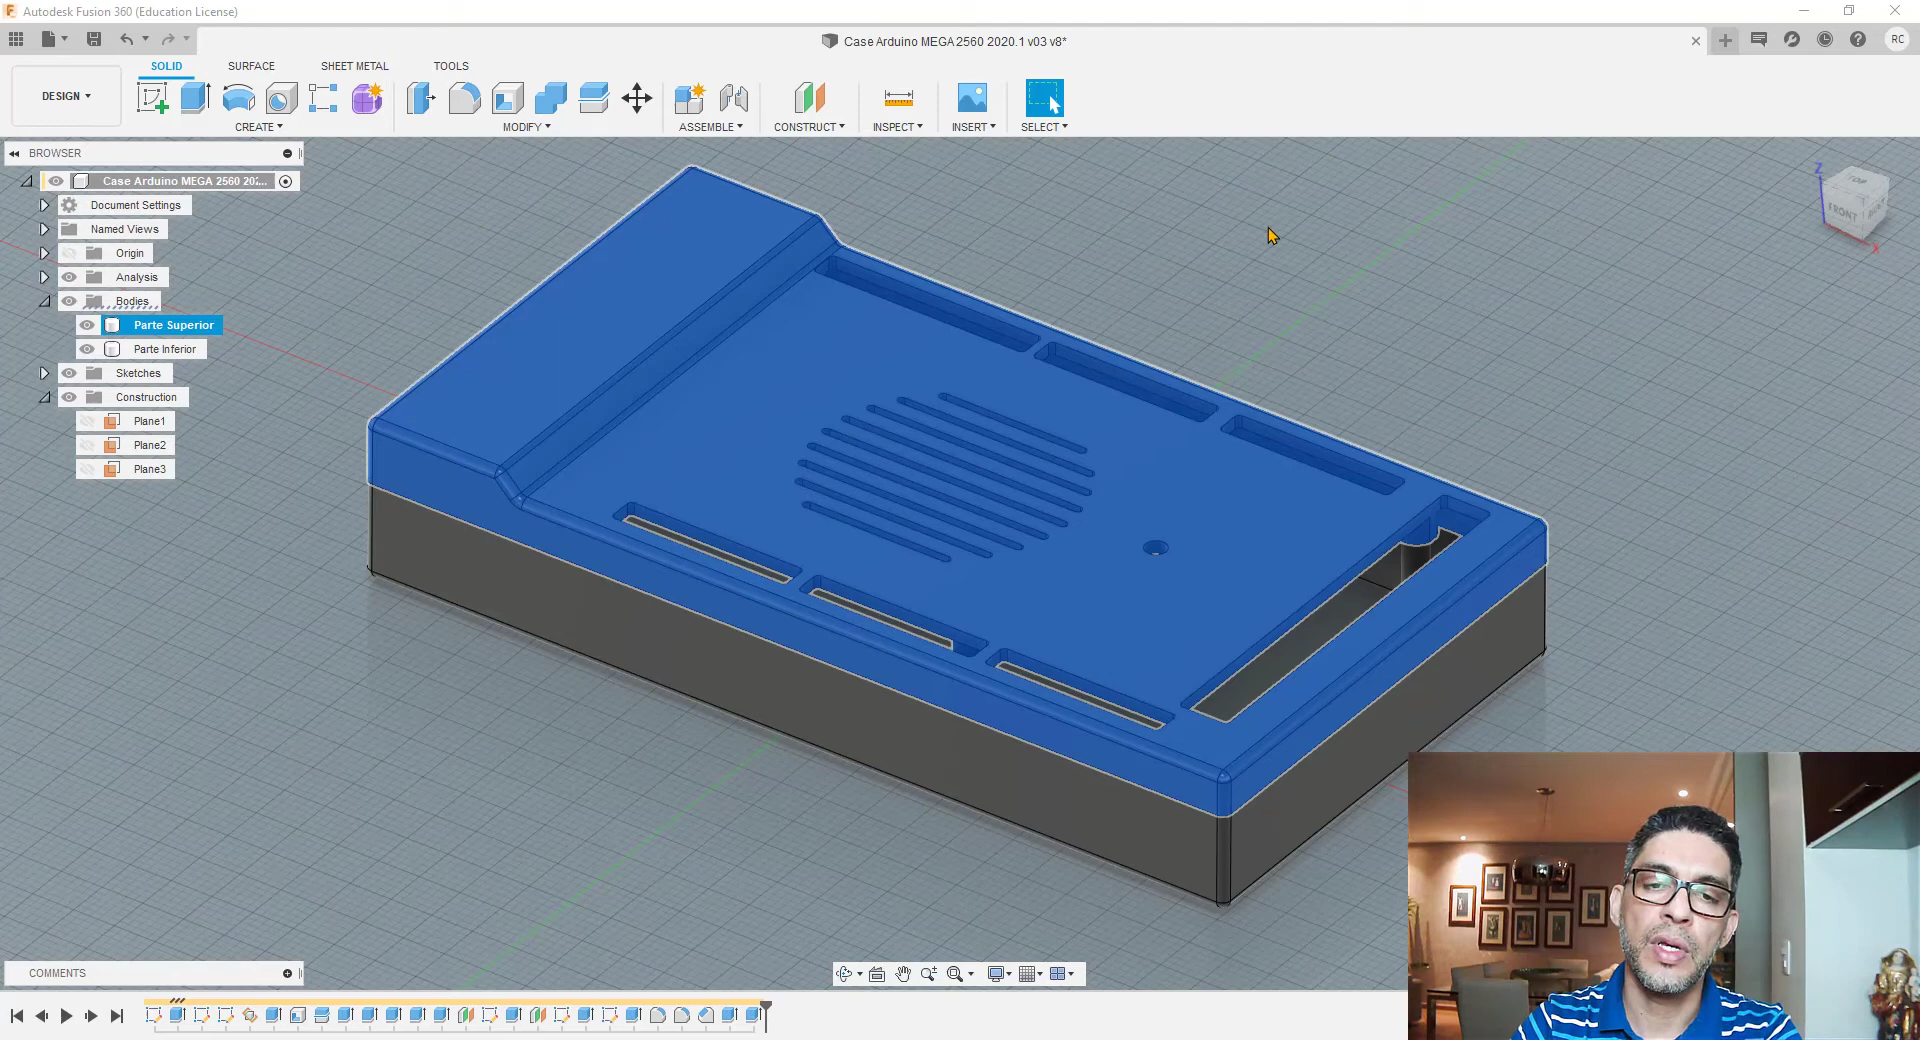 Autodesk Fusion 360 (Education License)
Case Arduino MEGA 2560 2020.1 v03 v8*
RC
SOLID
SURFACE
SHEET METAL
TOOLS
DESIGN
CREATE
MODIFY
ASSEMBLE
CONSTRUCT
INSPECT
INSERT
SELECT
BROWSER
Case Arduino MEGA 2560 202...
Document Settings
Named Views
Origin
Analysis
Bodies
Parte Superior
Parte Inferior
Sketches
Construction
Plane1
Plane2
Plane3
Z
TOP
FRONT
X
COMMENTS